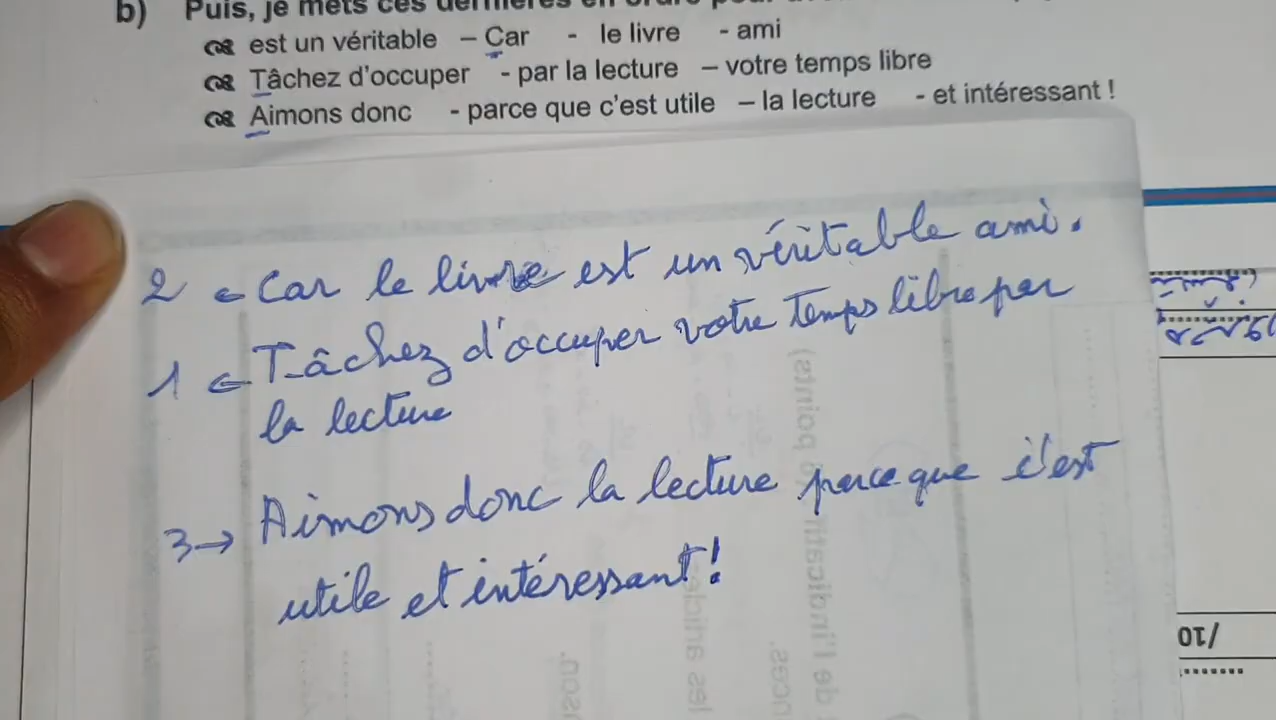 b) Puis, je mets ces dernières en ordre pour
est un véritable – Car - le livre - ami
Tâchez d'occuper - par la lecture – votre temps libre
Aimons donc - parce que c'est utile – la lecture - et intéressant !
2 Car le livre est un véritable ami.
1 Tâchez d'occuper votre temps libre par
la lecture
3→ Aimons donc la lecture parce que c'est
utile et intéressant!
/10